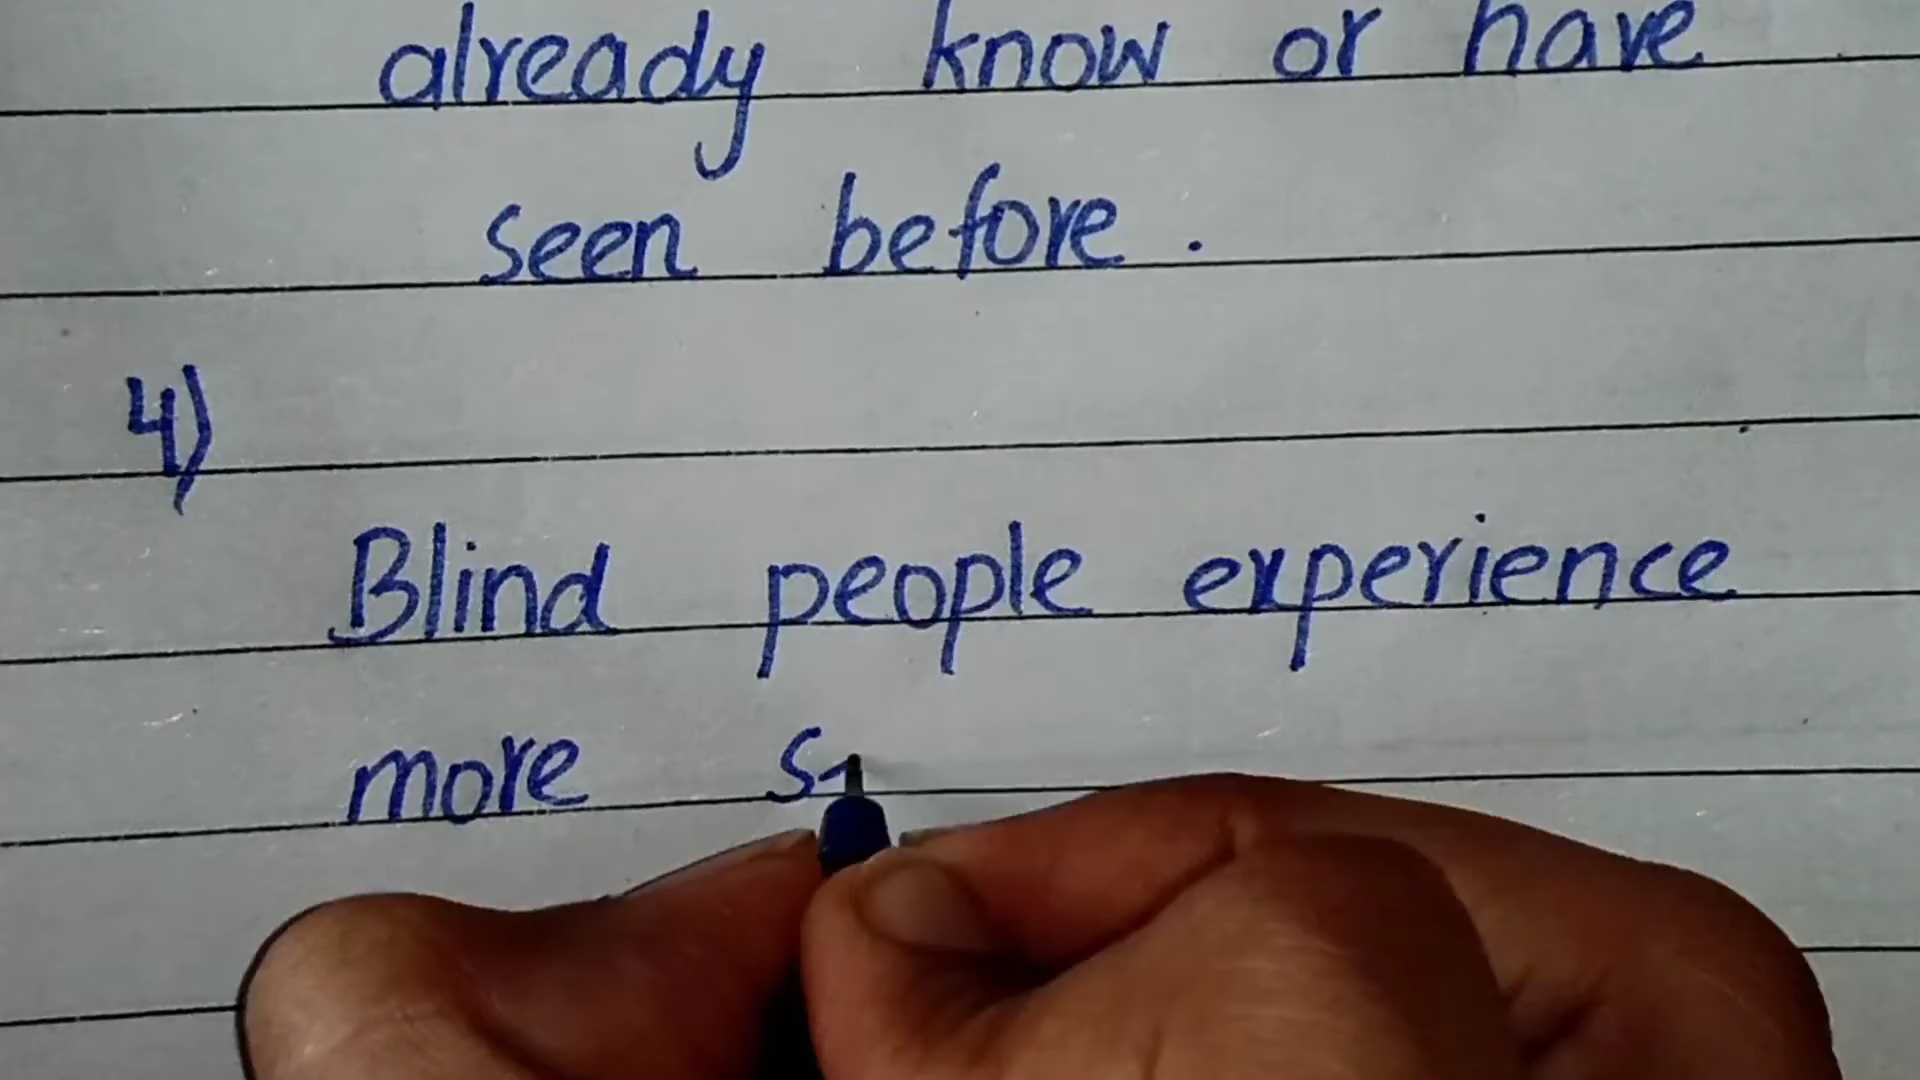 already know or have
seen before.
4)
Blind people experience
more s